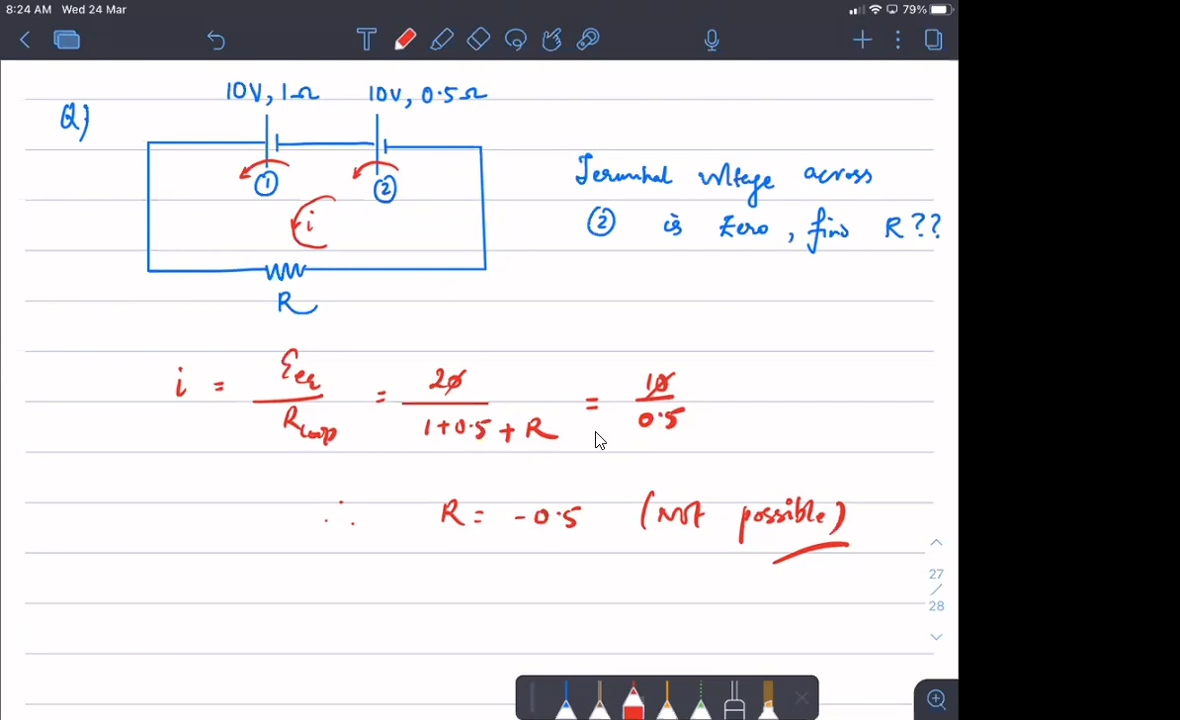 8:24 AM Wed 24 Mar
79%
T
Q)
10V, 1Ω 10V, 0.5Ω
① ②
i
R
Terminal voltage across
② is zero, find R??
i = εeq / Rloop = 20 / 1+0.5+R = 10 / 0.5
∴ R = -0.5 (Not possible)
27
/
28